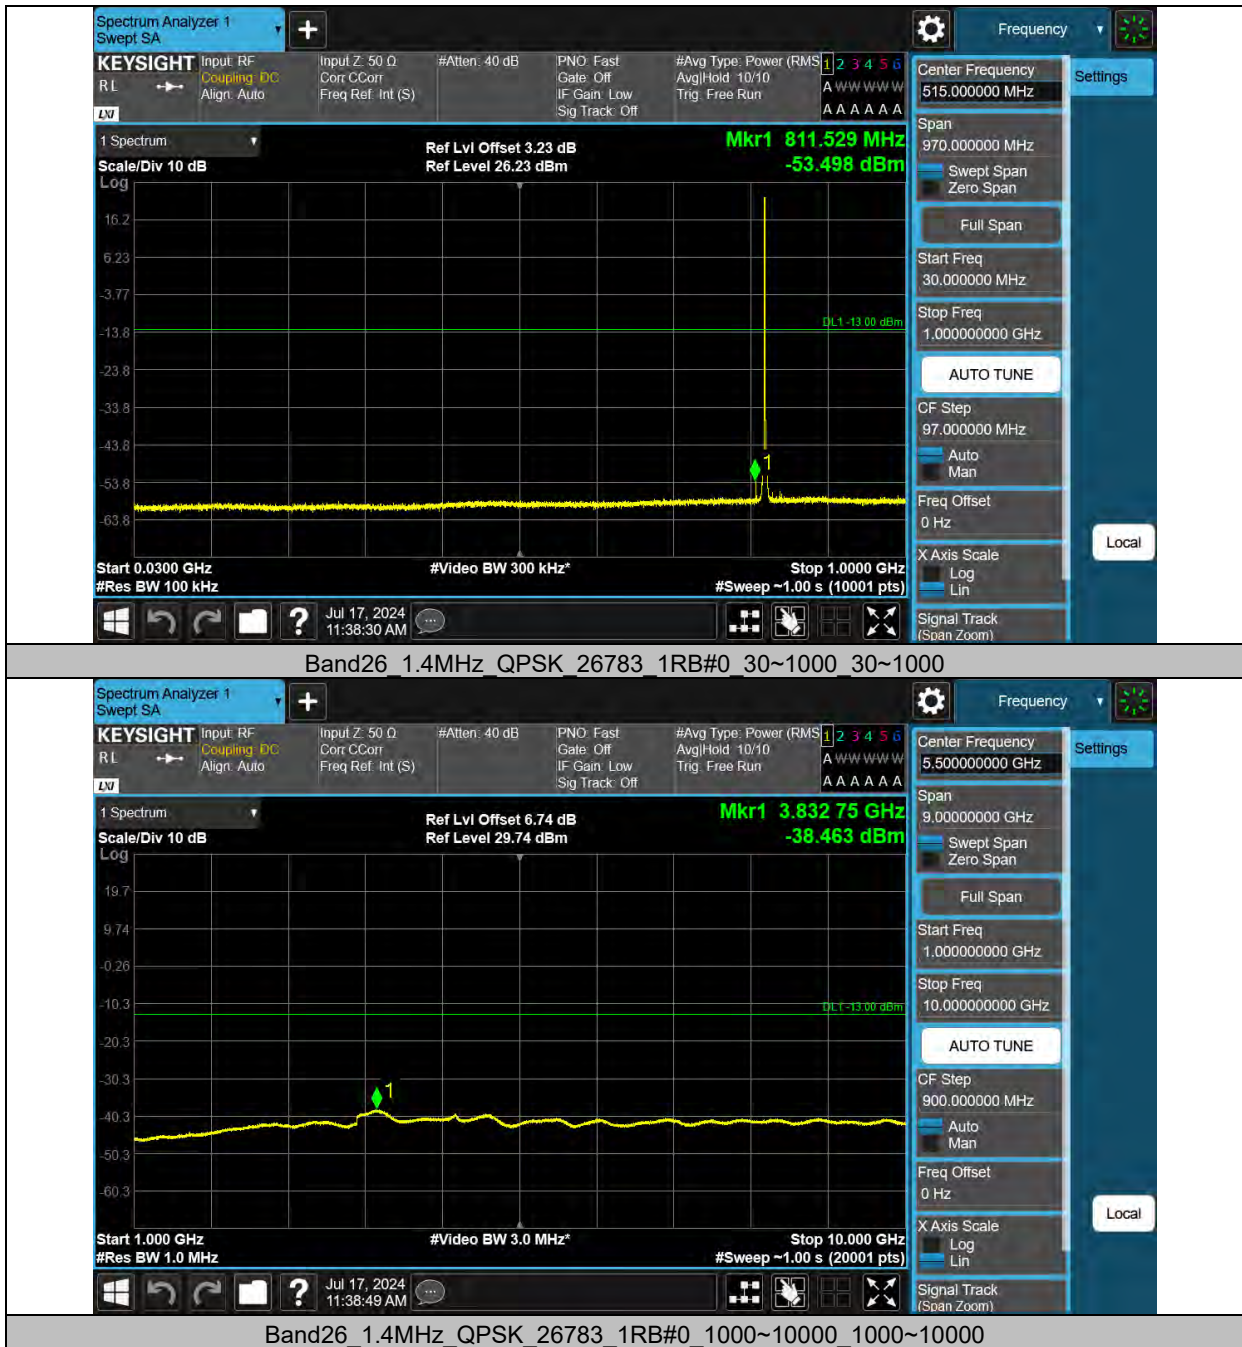 Spectrum Analyzer 1
Swept SA
Frequency
KEYSIGHT
R L
LXI
Input: RF
Coupling: DC
Align: Auto
Input Z: 50 Ω
Corr CCorr
Freq Ref: Int (S)
#Atten: 40 dB
PNO: Fast
Gate: Off
IF Gain: Low
Sig Track: Off
#Avg Type: Power (RMS
Avg|Hold: 10/10
Trig: Free Run
1 2 3 4 5 6
A W W W W W
A A A A A A
Center Frequency
515.000000 MHz
Settings
1 Spectrum
Scale/Div 10 dB
Log
Ref Lvl Offset 3.23 dB
Ref Level 26.23 dBm
Mkr1 811.529 MHz
-53.498 dBm
Span
970.000000 MHz
Swept Span
Zero Span
Full Span
16.2
6.23
-3.77
-13.8
-23.8
-33.8
-43.8
-53.8
-63.8
DL1 -13.00 dBm
1
Start Freq
30.000000 MHz
Stop Freq
1.000000000 GHz
AUTO TUNE
CF Step
97.000000 MHz
Auto
Man
Freq Offset
0 Hz
X Axis Scale
Log
Lin
Local
Signal Track
(Span Zoom)
Start 0.0300 GHz
#Res BW 100 kHz
#Video BW 300 kHz*
Stop 1.0000 GHz
#Sweep ~1.00 s (10001 pts)
?
Jul 17, 2024
11:38:30 AM
Band26_1.4MHz_QPSK_26783_1RB#0_30~1000_30~1000
Spectrum Analyzer 1
Swept SA
Frequency
KEYSIGHT
R L
LXI
Input: RF
Coupling: DC
Align: Auto
Input Z: 50 Ω
Corr CCorr
Freq Ref: Int (S)
#Atten: 40 dB
PNO: Fast
Gate: Off
IF Gain: Low
Sig Track: Off
#Avg Type: Power (RMS
Avg|Hold: 10/10
Trig: Free Run
1 2 3 4 5 6
A W W W W W
A A A A A A
Center Frequency
5.500000000 GHz
Settings
1 Spectrum
Scale/Div 10 dB
Log
Ref Lvl Offset 6.74 dB
Ref Level 29.74 dBm
Mkr1 3.832 75 GHz
-38.463 dBm
Span
9.00000000 GHz
Swept Span
Zero Span
Full Span
19.7
9.74
-0.26
-10.3
-20.3
-30.3
-40.3
-50.3
-60.3
DL1 -13.00 dBm
1
Start Freq
1.000000000 GHz
Stop Freq
10.000000000 GHz
AUTO TUNE
CF Step
900.000000 MHz
Auto
Man
Freq Offset
0 Hz
X Axis Scale
Log
Lin
Local
Signal Track
(Span Zoom)
Start 1.000 GHz
#Res BW 1.0 MHz
#Video BW 3.0 MHz*
Stop 10.000 GHz
#Sweep ~1.00 s (20001 pts)
?
Jul 17, 2024
11:38:49 AM
Band26_1.4MHz_QPSK_26783_1RB#0_1000~10000_1000~10000